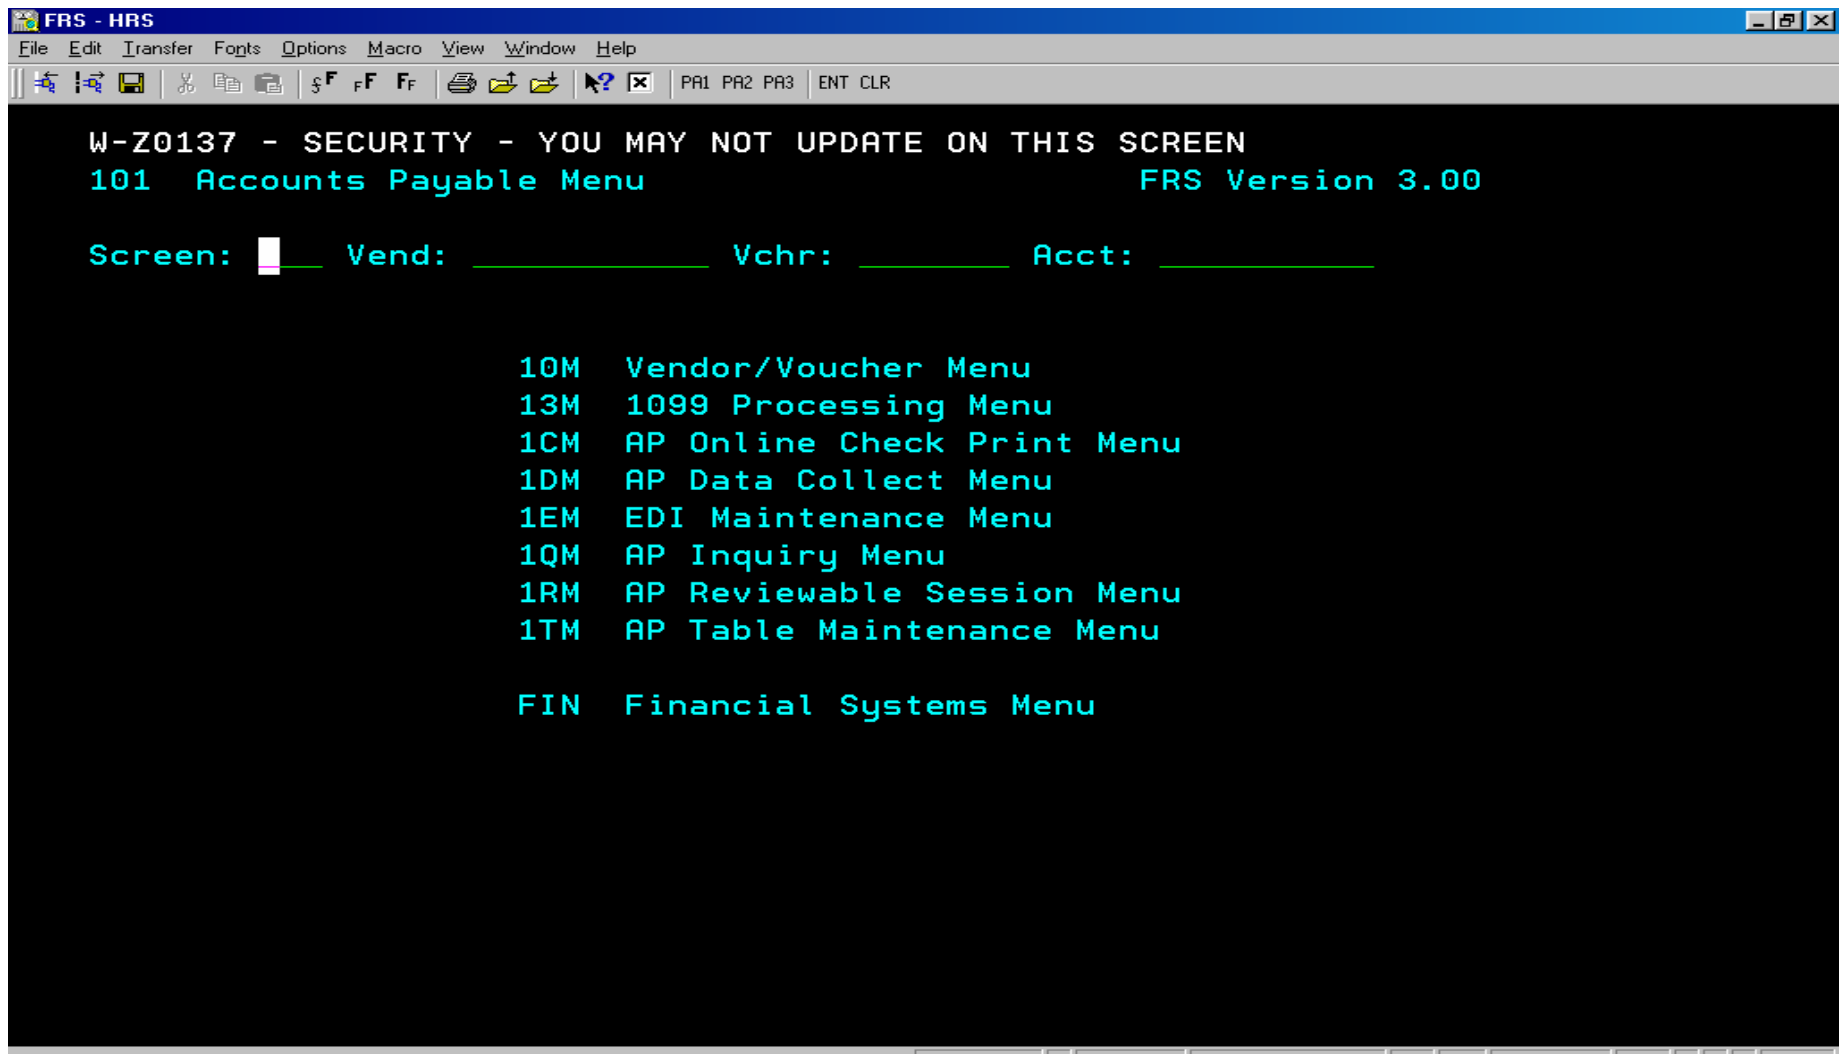 FRS - HRS
File Edit Transfer Fonts Options Macro View Window Help
PA1 PA2 PA3 ENT CLR
W-Z0137 - SECURITY - YOU MAY NOT UPDATE ON THIS SCREEN
101 Accounts Payable Menu FRS Version 3.00
Screen: Vend: Vchr: Acct:
10M Vendor/Voucher Menu
13M 1099 Processing Menu
1CM AP Online Check Print Menu
1DM AP Data Collect Menu
1EM EDI Maintenance Menu
1QM AP Inquiry Menu
1RM AP Reviewable Session Menu
1TM AP Table Maintenance Menu
FIN Financial Systems Menu